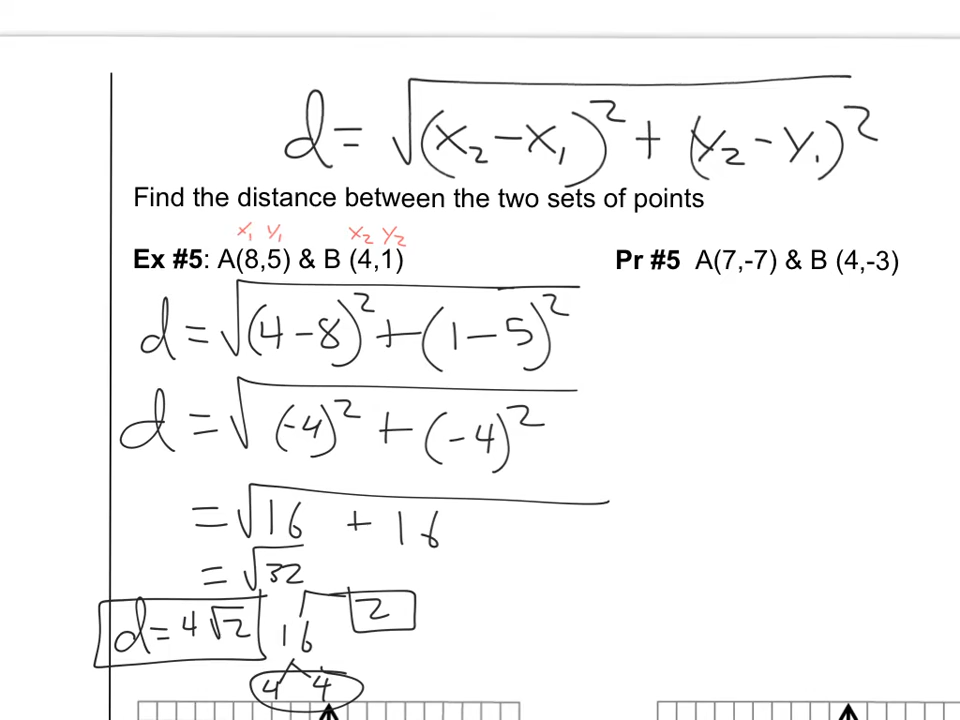 d = √(x₂ - x₁)² + (y₂ - y₁)²
Find the distance between the two sets of points
x₁ y₁ x₂ y₂
Ex #5: A(8,5) & B (4,1)
Pr #5 A(7,-7) & B (4,-3)
d = √(4 - 8)² + (1 - 5)²
d = √(-4)² + (-4)²
= √16 + 16
= √32
d = 4√2
16 2
4 4